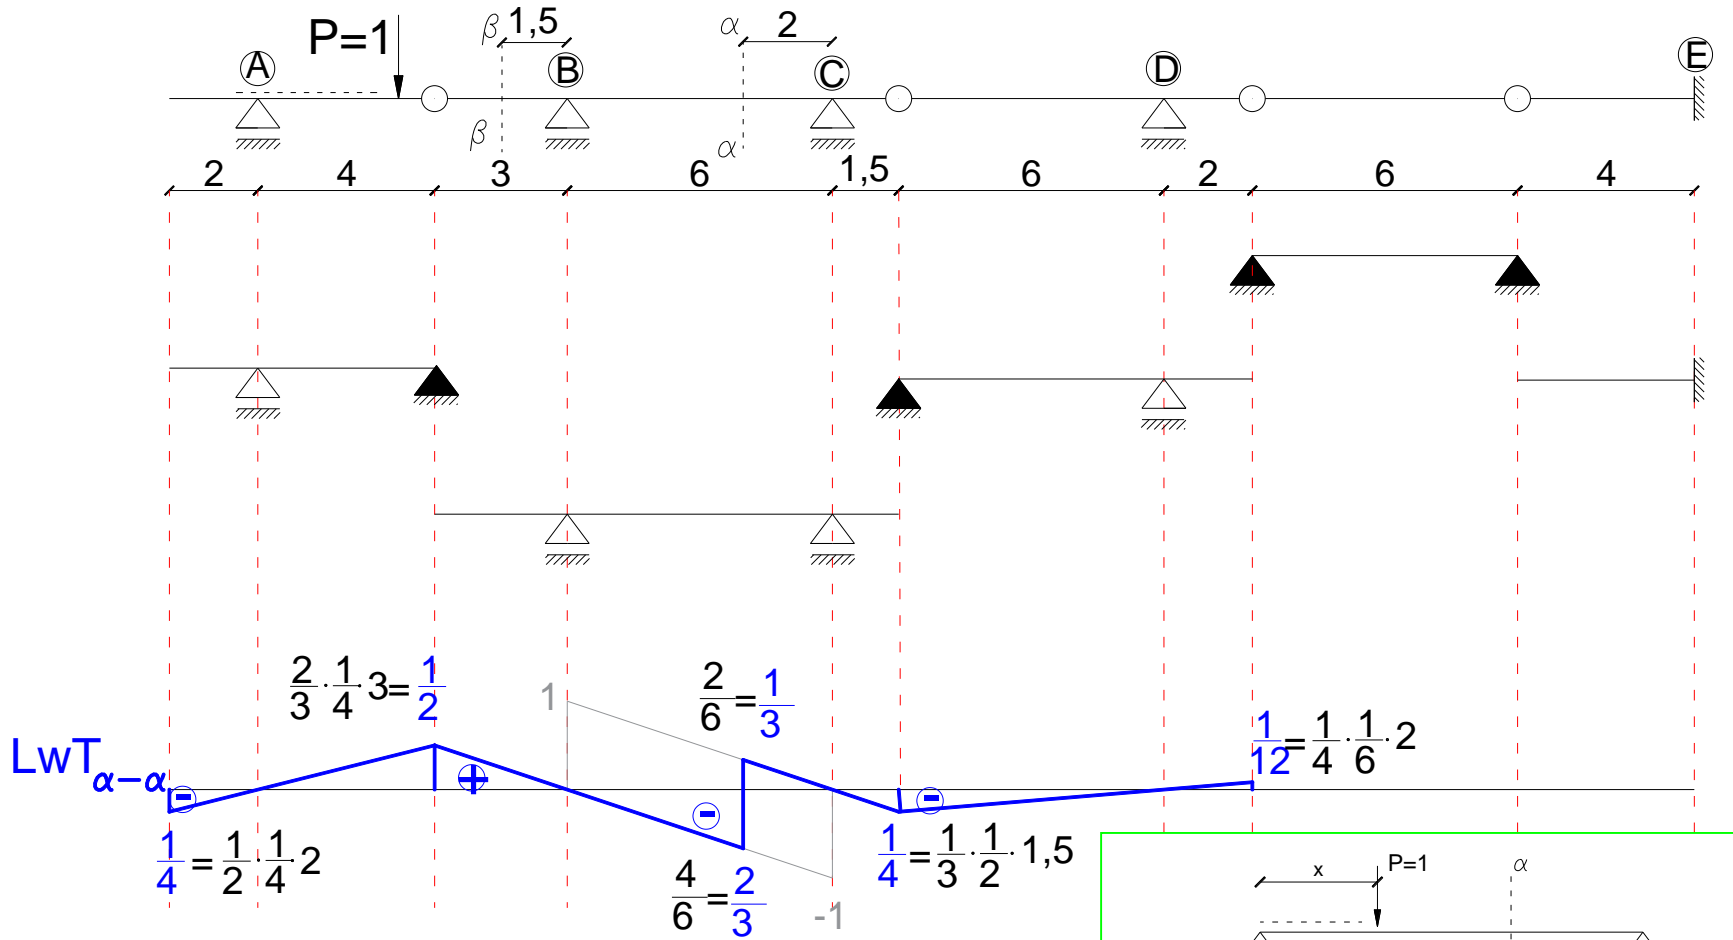 β 1,5 α 2
P=1
A B C D E
β α
2 4 3 6 1,5 6 2 6 4
2/3 · 1/4 · 3 = 1/2
1
2/6 = 1/3
1/12 = 1/4 · 1/6 · 2
LwTα-α
- + - -
1/4 = 1/2 · 1/4 · 2
4/6 = 2/3
-1
1/4 = 1/3 · 1/2 · 1,5
x P=1 α